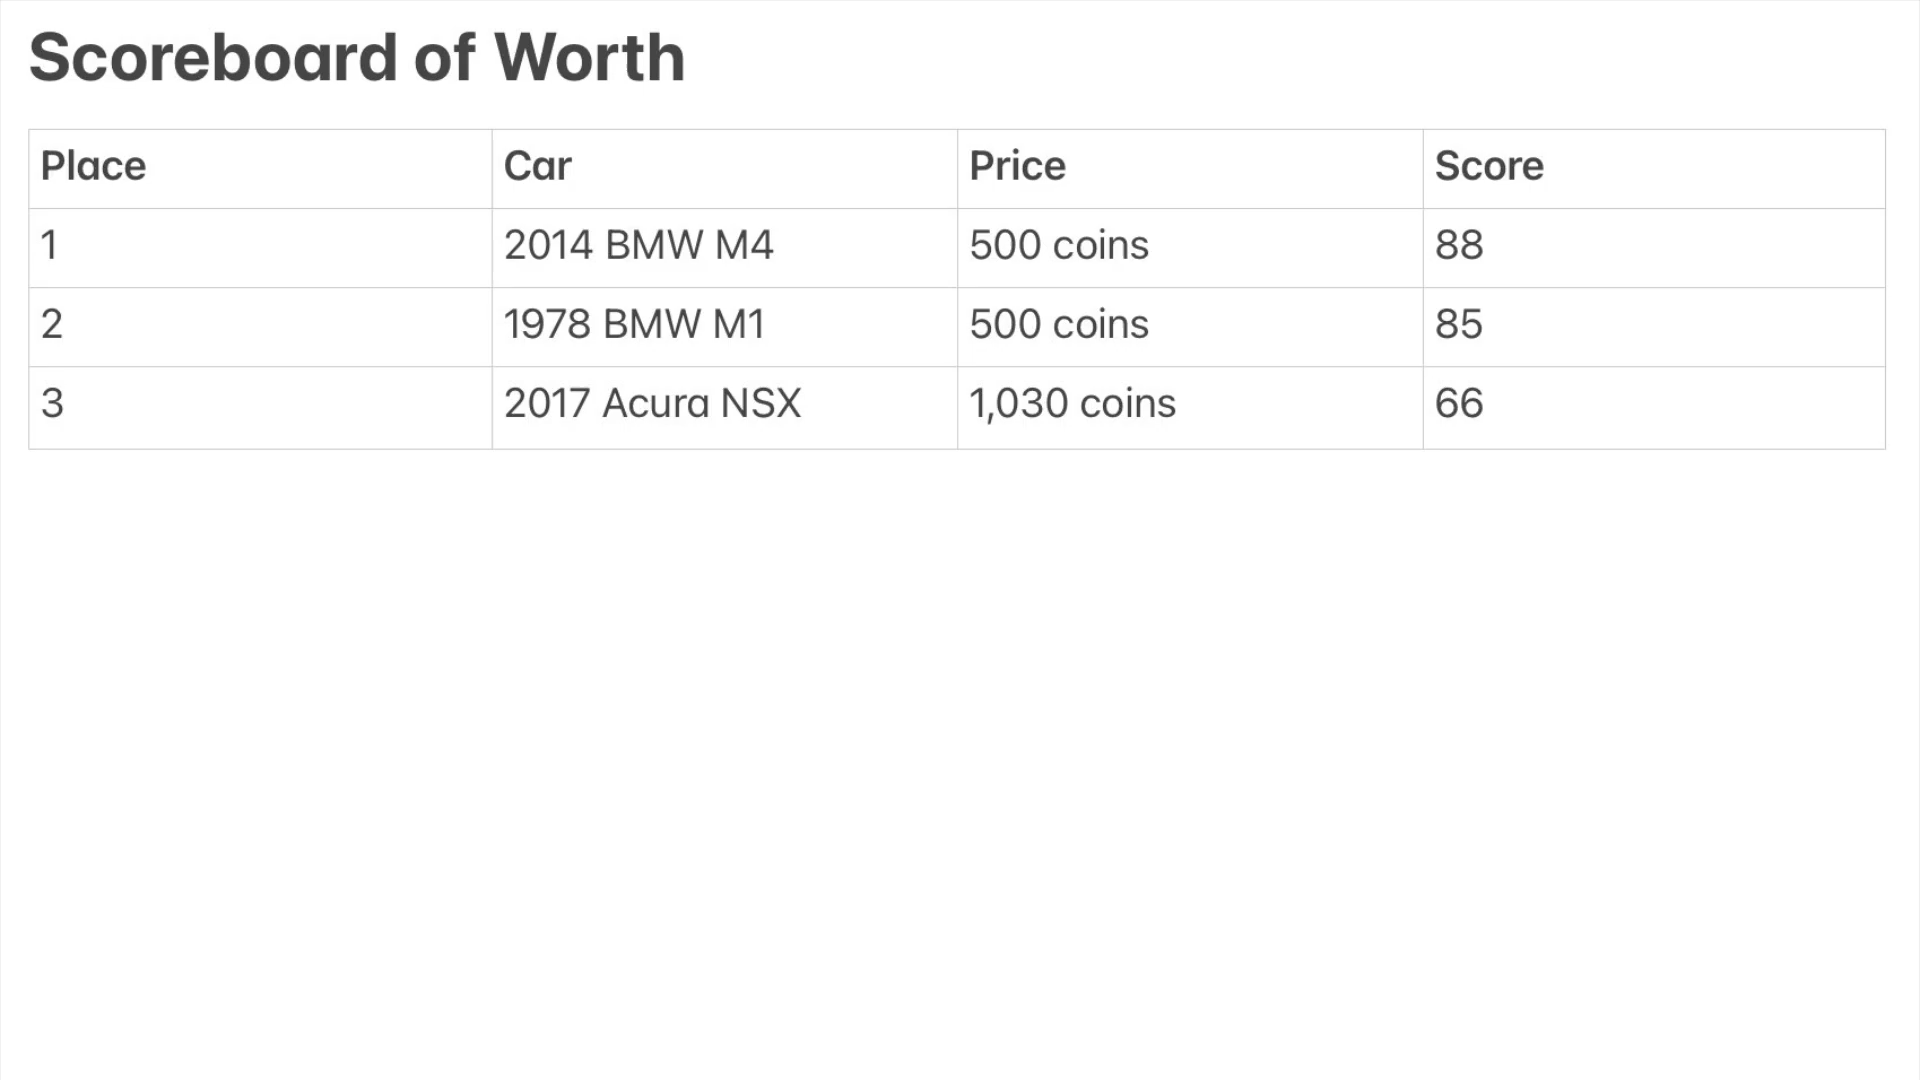 Scoreboard of Worth
Place Car Price Score
1 2014 BMW M4 500 coins 88
2 1978 BMW M1 500 coins 85
3 2017 Acura NSX 1,030 coins 66